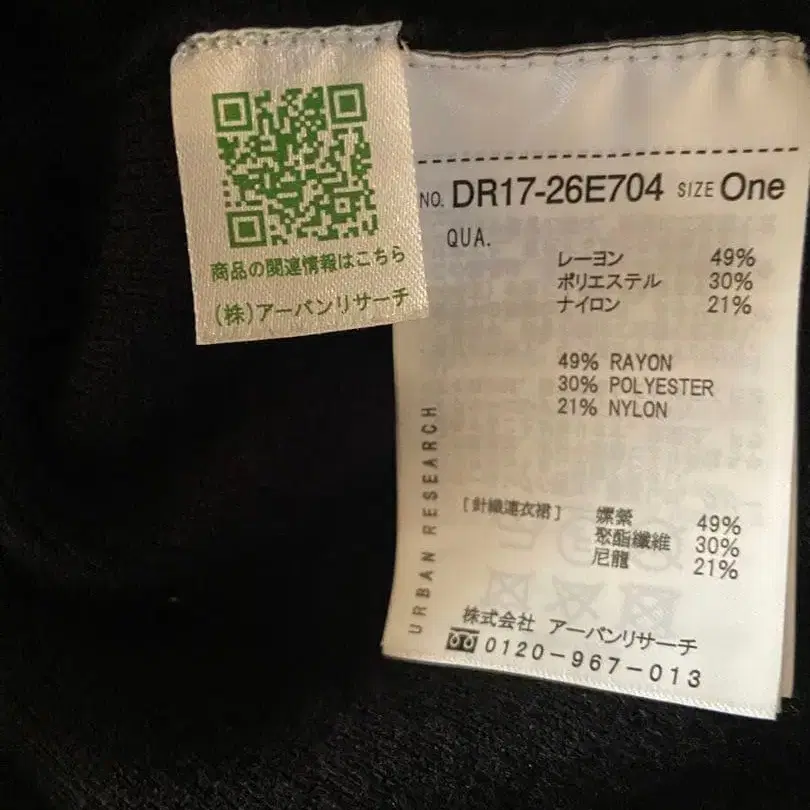 商品の関連情報はこちら
(株)アーバンリサーチ
NO. DR17-26E704 SIZE One
QUA.
レーヨン 49%
ポリエステル 30%
ナイロン 21%
49% RAYON
30% POLYESTER
21% NYLON
[針織連衣裙] 嫘縈 49%
聚酯纖維 30%
尼龍 21%
URBAN RESEARCH
株式会社 アーバンリサーチ
0120-967-013